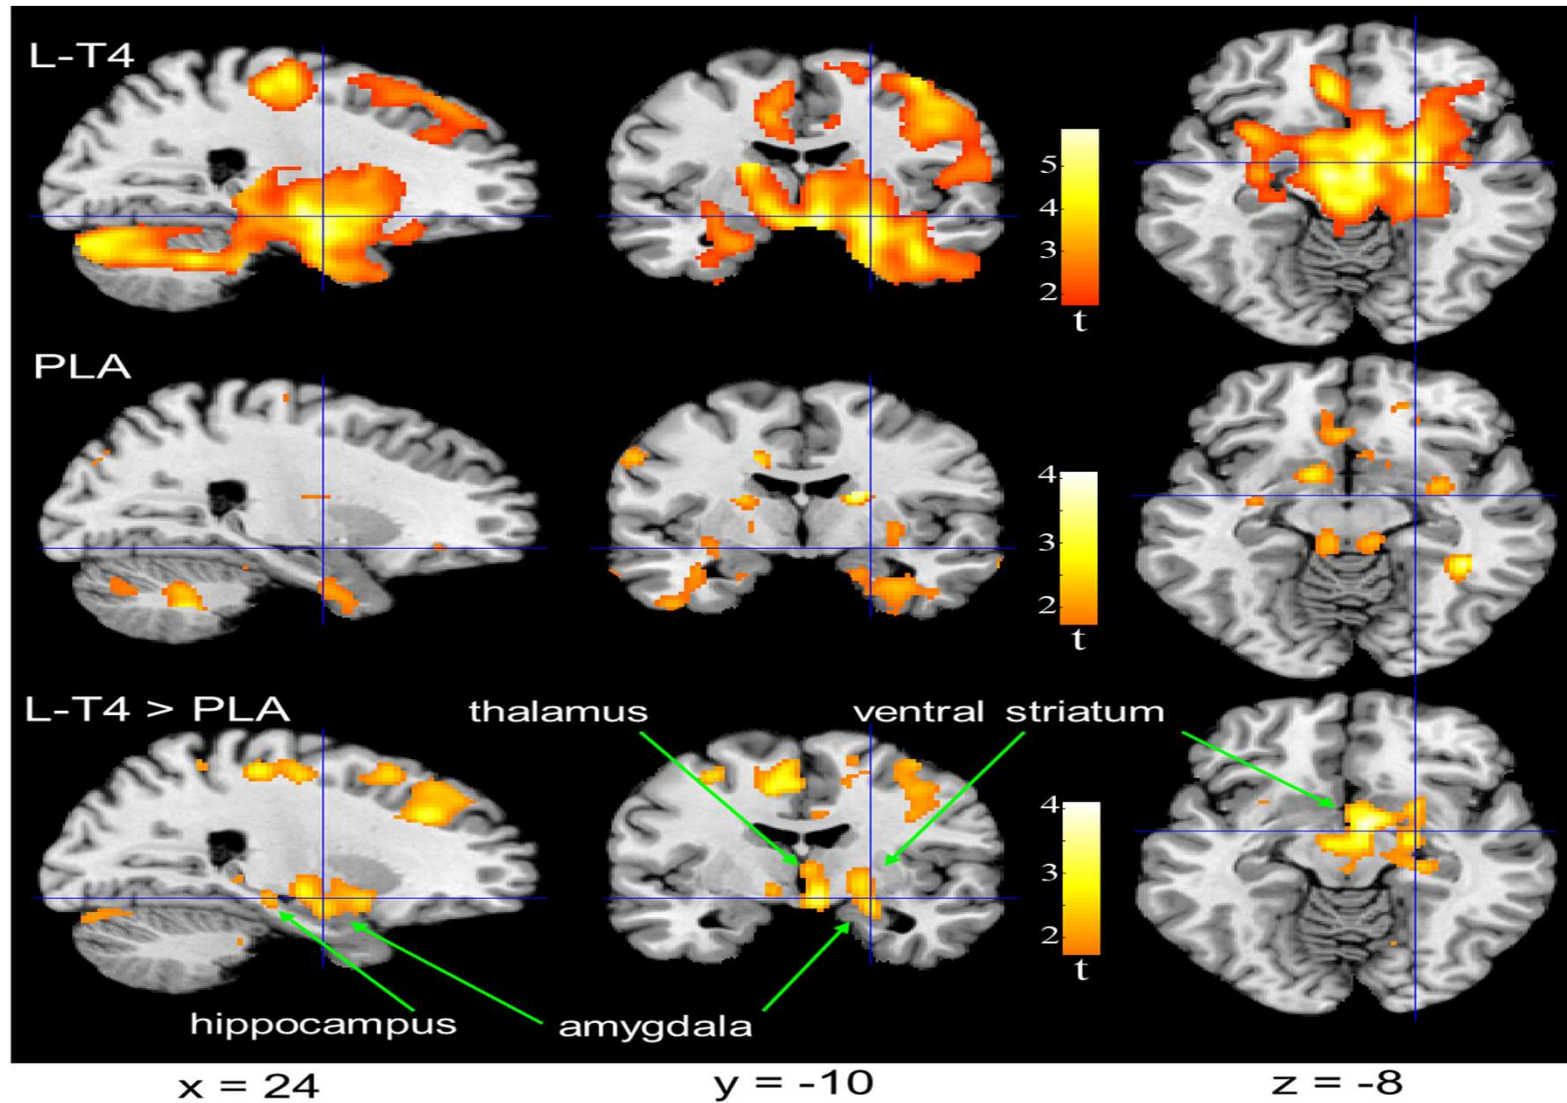 L-T4
5
4
3
2
t
PLA
4
3
2
t
L-T4 > PLA
thalamus
ventral striatum
4
3
2
t
hippocampus
amygdala
x = 24
y = -10
z = -8